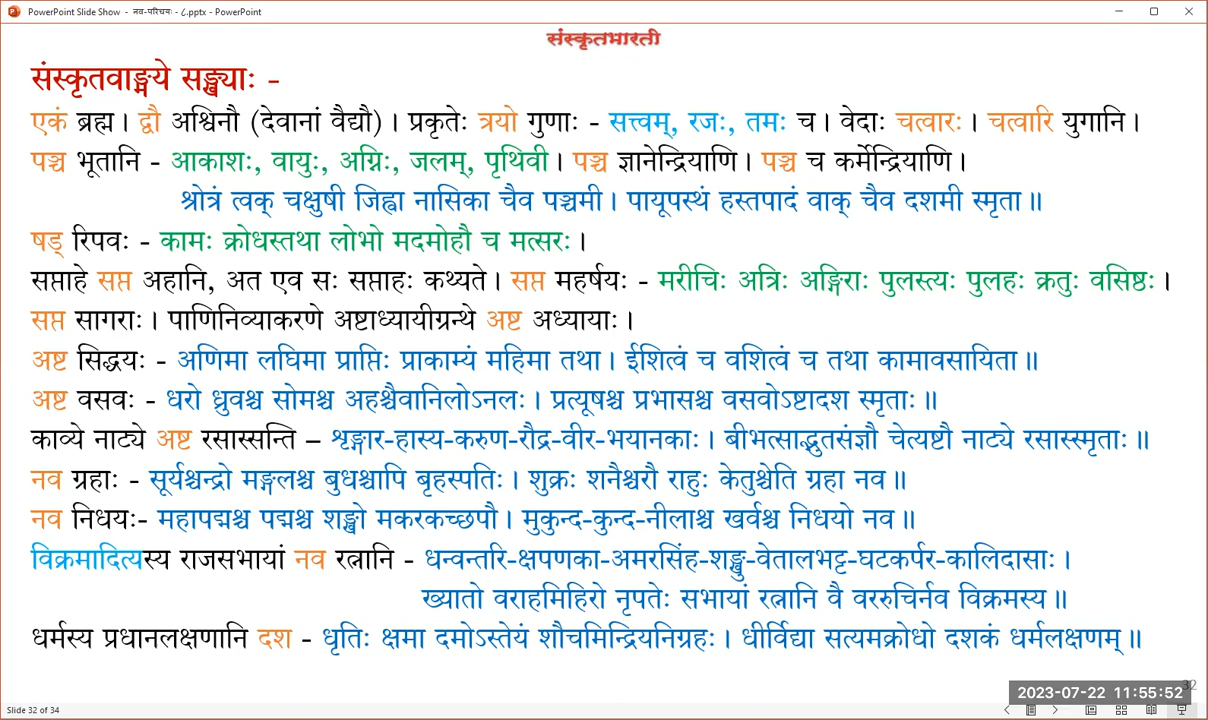 PowerPoint Slide Show - नव-परिचयः - ८.pptx - PowerPoint
संस्कृतभारती
संस्कृतवाङ्मये सङ्ख्याः -
एकं ब्रह्म। द्वौ अश्विनौ (देवानां वैद्यौ)। प्रकृतेः त्रयो गुणाः - सत्त्वम्, रजः, तमः च। वेदाः चत्वारः। चत्वारि युगानि।
पञ्च भूतानि - आकाशः, वायुः, अग्निः, जलम्, पृथिवी। पञ्च ज्ञानेन्द्रियाणि। पञ्च च कर्मेन्द्रियाणि।
श्रोत्रं त्वक् चक्षुषी जिह्वा नासिका चैव पञ्चमी। पायूपस्थं हस्तपादं वाक् चैव दशमी स्मृता॥
षड् रिपवः - कामः क्रोधस्तथा लोभो मदमोहौ च मत्सरः।
सप्ताहे सप्त अहानि, अत एव सः सप्ताहः कथ्यते। सप्त महर्षयः - मरीचिः अत्रिः अङ्गिराः पुलस्त्यः पुलहः क्रतुः वसिष्ठः।
सप्त सागराः। पाणिनिव्याकरणे अष्टाध्यायीग्रन्थे अष्ट अध्यायाः।
अष्ट सिद्धयः - अणिमा लघिमा प्राप्तिः प्राकाम्यं महिमा तथा। ईशित्वं च वशित्वं च तथा कामावसायिता॥
अष्ट वसवः - धरो ध्रुवश्च सोमश्च अहश्चैवानिलोऽनलः। प्रत्यूषश्च प्रभासश्च वसवोऽष्टादश स्मृताः॥
काव्ये नाट्ये अष्ट रसास्सन्ति – शृङ्गार-हास्य-करुण-रौद्र-वीर-भयानकाः। बीभत्साद्भुतसंज्ञौ चेत्यष्टौ नाट्ये रसास्स्मृताः॥
नव ग्रहाः - सूर्यश्चन्द्रो मङ्गलश्च बुधश्चापि बृहस्पतिः। शुक्रः शनैश्चरौ राहुः केतुश्चेति ग्रहा नव॥
नव निधयः- महापद्मश्च पद्मश्च शङ्खो मकरकच्छपौ। मुकुन्द-कुन्द-नीलाश्च खर्वश्च निधयो नव॥
विक्रमादित्यस्य राजसभायां नव रत्नानि - धन्वन्तरि-क्षपणका-अमरसिंह-शङ्खु-वेतालभट्ट-घटकर्पर-कालिदासाः।
ख्यातो वराहमिहिरो नृपतेः सभायां रत्नानि वै वररुचिर्नव विक्रमस्य॥
धर्मस्य प्रधानलक्षणानि दश - धृतिः क्षमा दमोऽस्तेयं शौचमिन्द्रियनिग्रहः। धीर्विद्या सत्यमक्रोधो दशकं धर्मलक्षणम्॥
32
2023-07-22 11:55:52
Slide 32 of 34